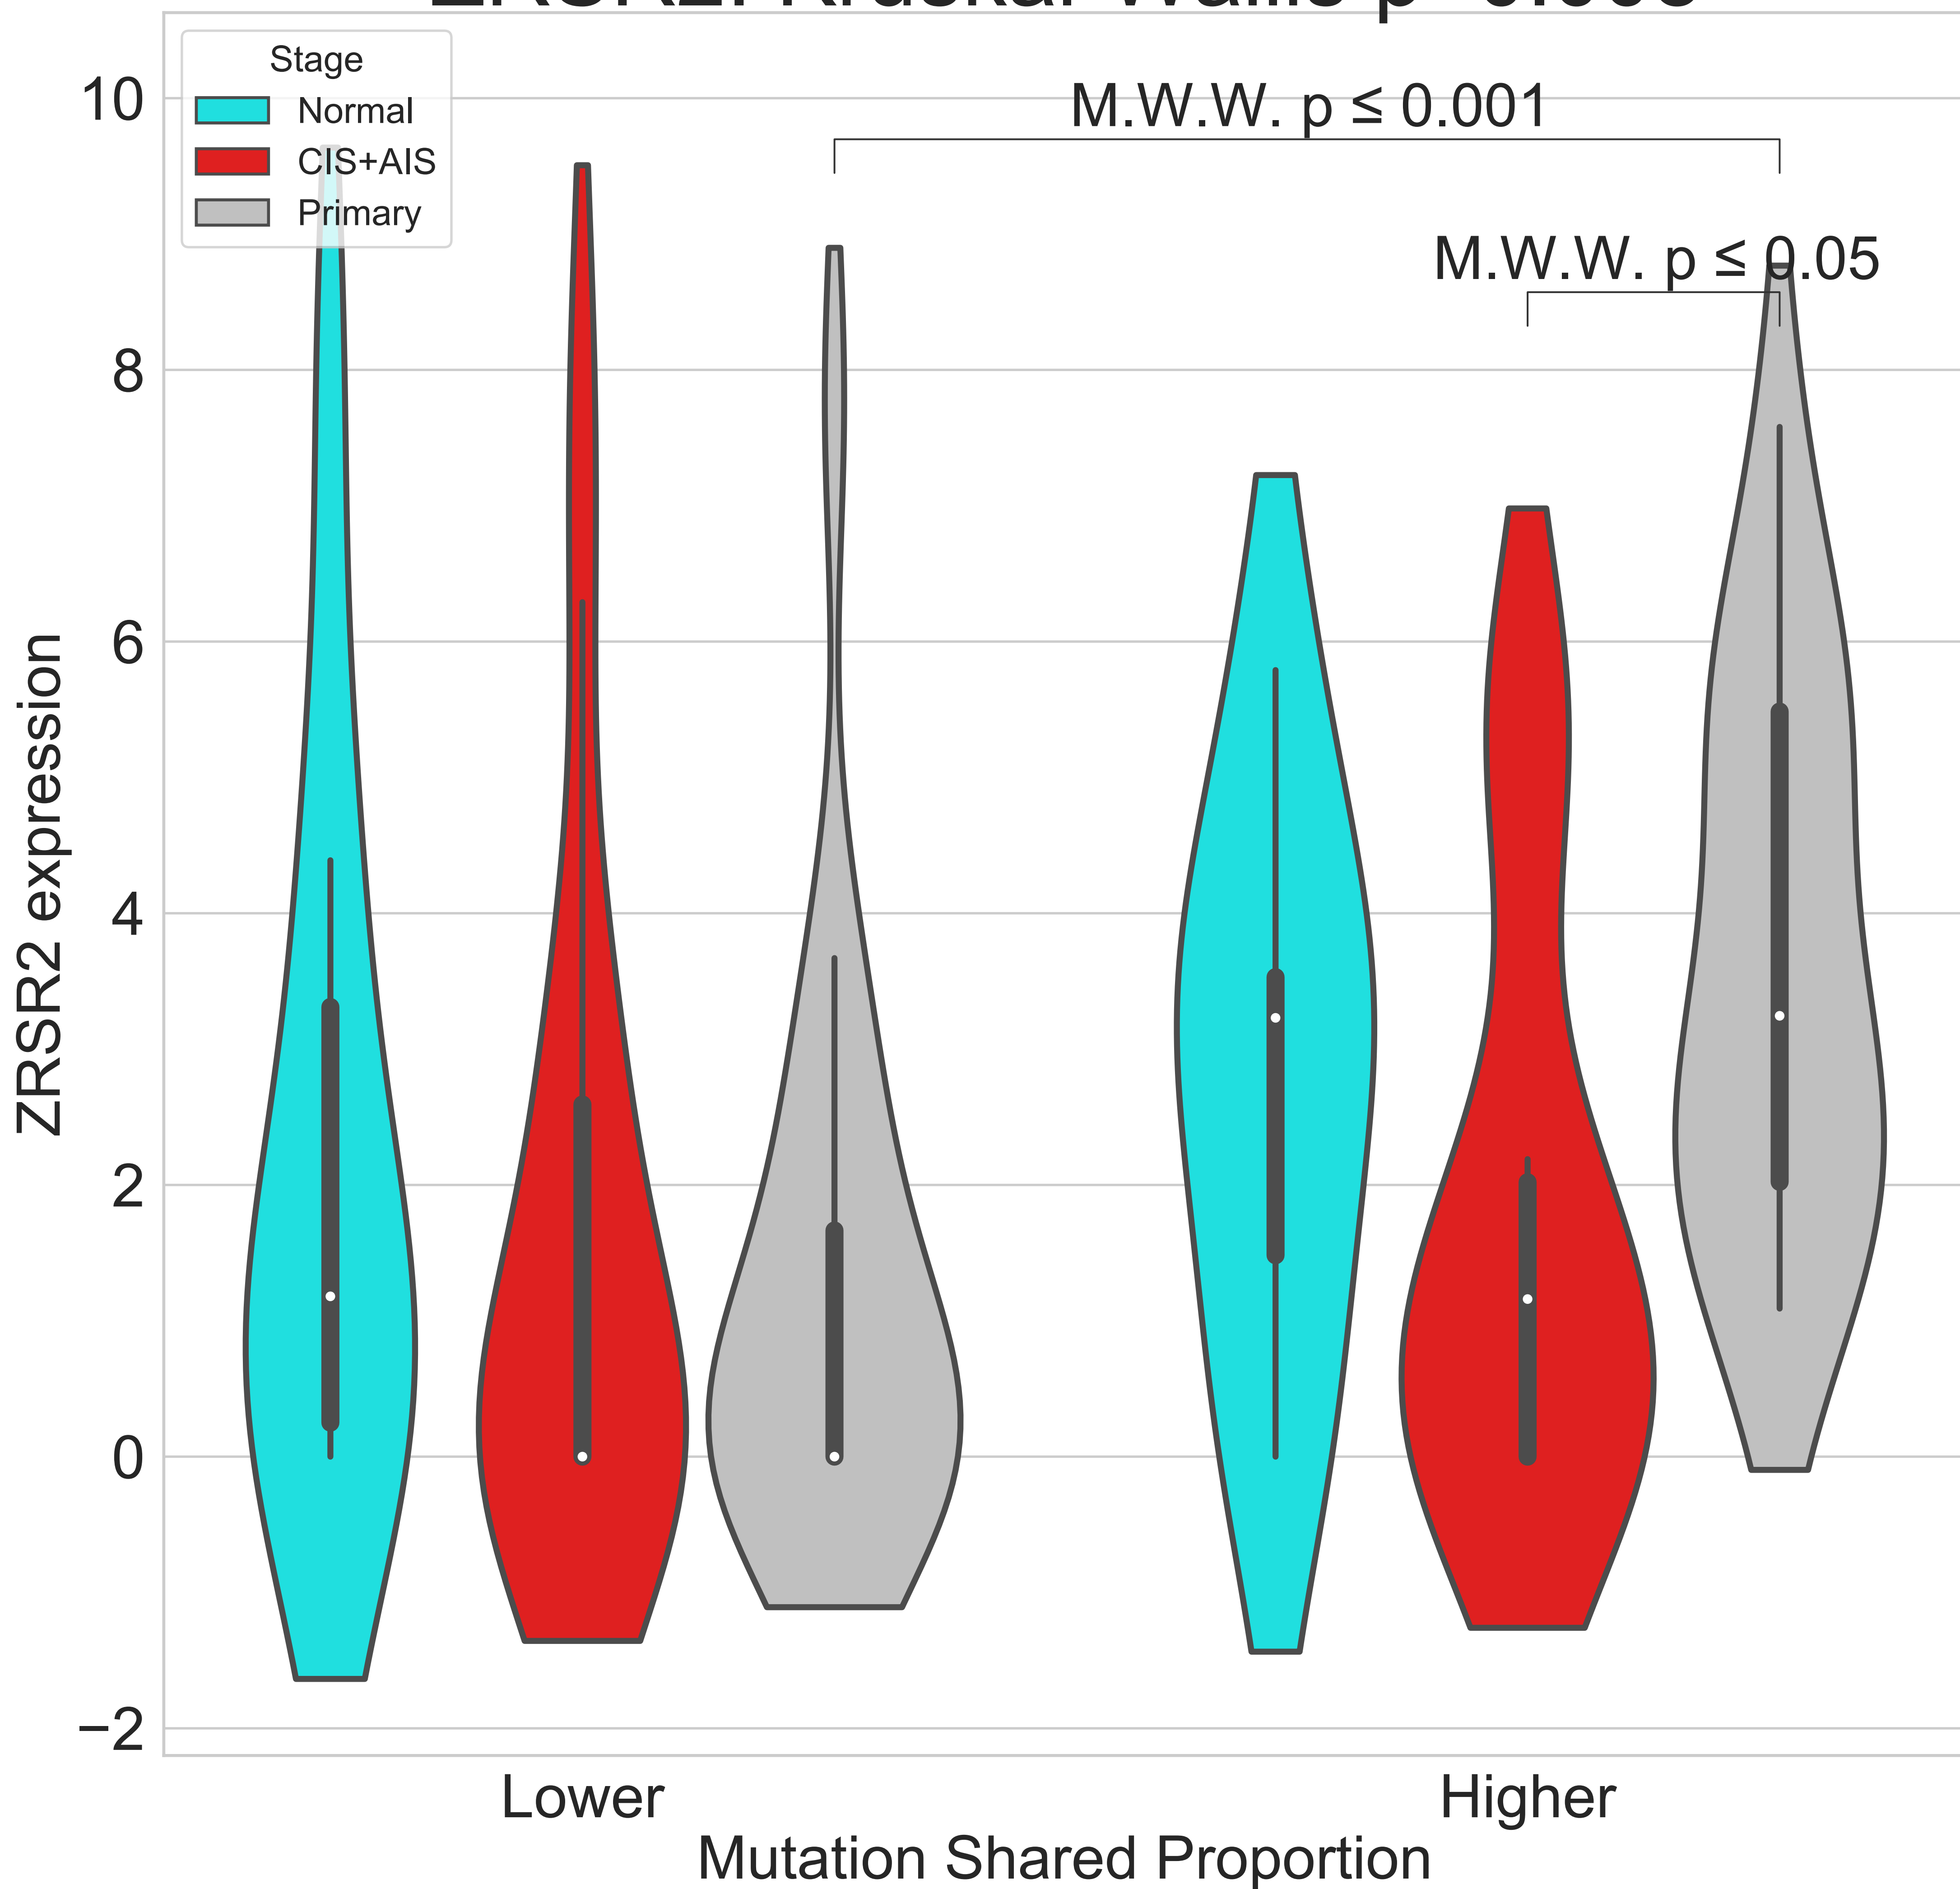 Stage
Normal
CIS+AIS
Primary
M.W.W. p ≤ 0.001
M.W.W. p ≤ 0.05
10
8
6
4
2
0
−2
ZRSR2 expression
Lower
Higher
Mutation Shared Proportion